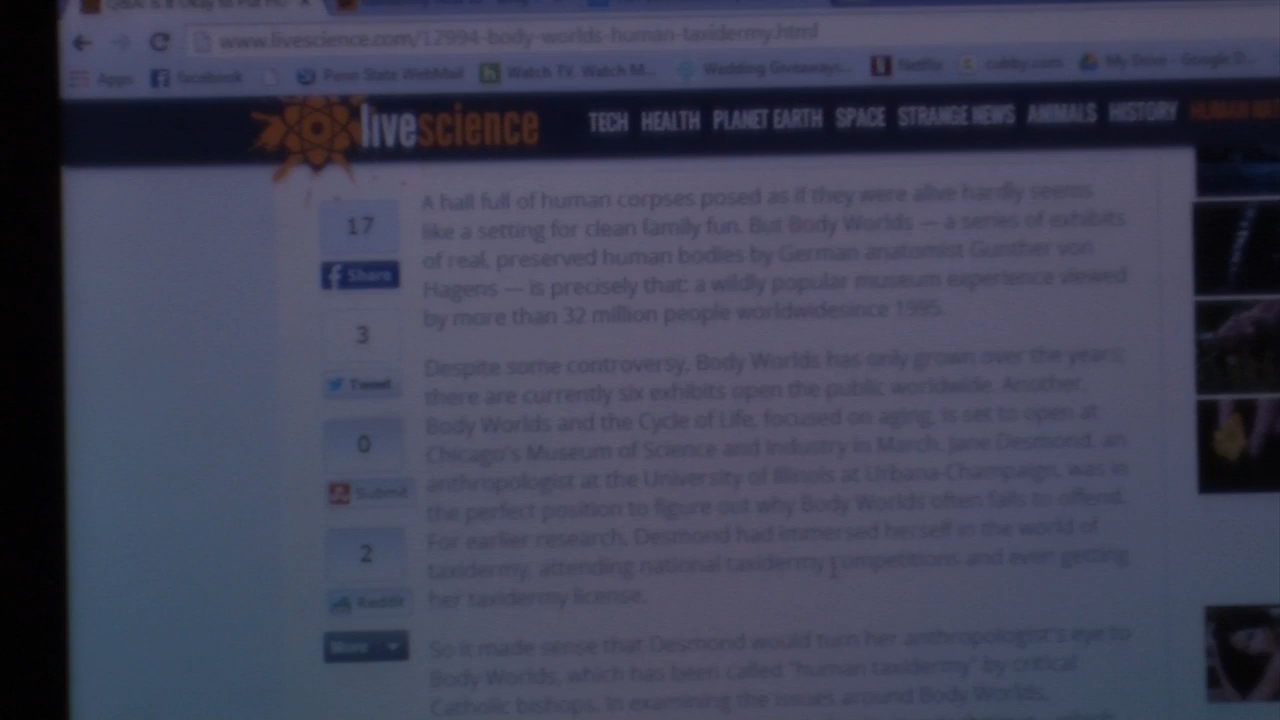 www.livescience.com/12994-body-worlds-human-taxidermy.html
Apps facebook Penn State WebMail Watch TV, Watch M... Wedding Giveaways... Netflix cubby.com My Drive - Google D...
livescience TECH HEALTH PLANET EARTH SPACE STRANGE NEWS ANIMALS HISTORY
17
Share
3
Tweet
0
Submit
2
Reddit
More
A hall full of human corpses posed as if they were alive hardly seems
like a setting for clean family fun. But Body Worlds — a series of exhibits
of real, preserved human bodies by German anatomist Gunther von
Hagens — is precisely that: a wildly popular museum experience viewed
by more than 32 million people worldwidesince 1995.
Despite some controversy, Body Worlds has only grown over the years;
there are currently six exhibits open the public worldwide. Another,
Body Worlds and the Cycle of Life, focused on aging, is set to open at
Chicago's Museum of Science and Industry in March. Jane Desmond, an
anthropologist at the University of Illinois at Urbana-Champaign, was in
the perfect position to figure out why Body Worlds often fails to offend.
For earlier research, Desmond had immersed herself in the world of
taxidermy, attending national taxidermy competitions and even getting
her taxidermy license.
So it made sense that Desmond would turn her anthropologist's eye to
Body Worlds, which has been called "human taxidermy" by critical
Catholic bishops. In examining the issues around Body Worlds,